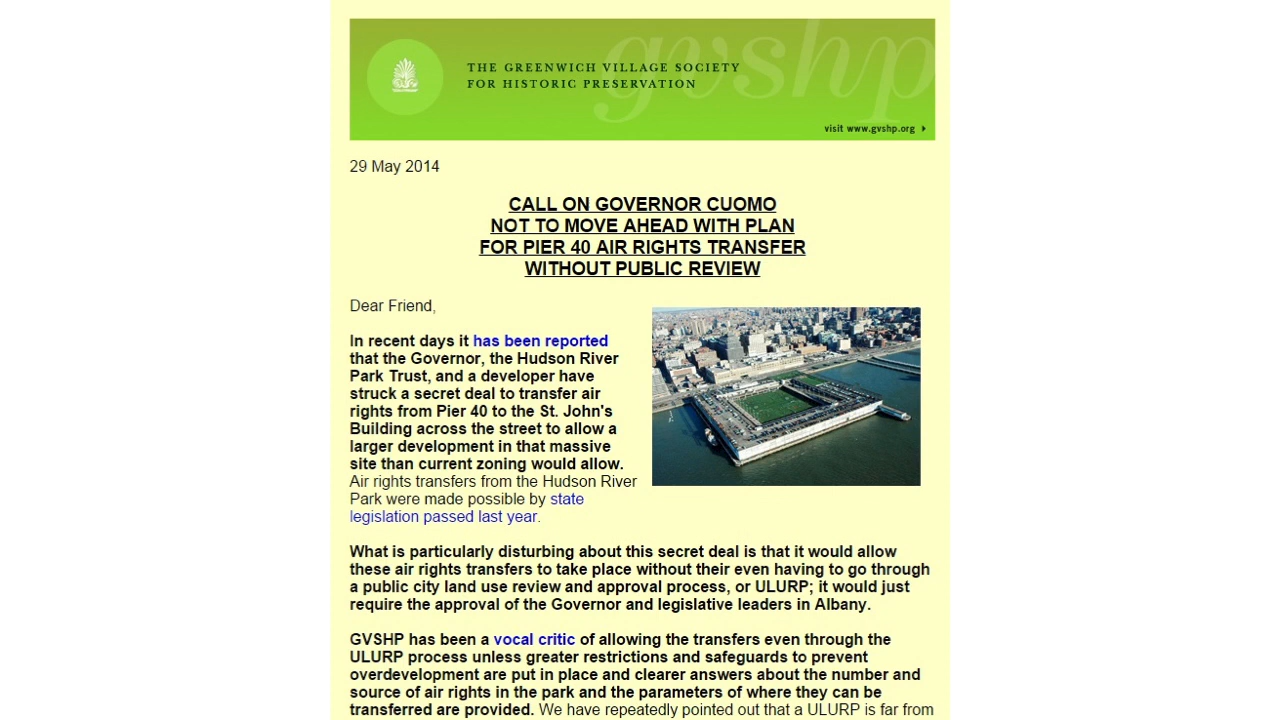 gvshp
THE GREENWICH VILLAGE SOCIETY
FOR HISTORIC PRESERVATION
visit www.gvshp.org
29 May 2014
CALL ON GOVERNOR CUOMO
NOT TO MOVE AHEAD WITH PLAN
FOR PIER 40 AIR RIGHTS TRANSFER
WITHOUT PUBLIC REVIEW
Dear Friend,
In recent days it has been reported
that the Governor, the Hudson River
Park Trust, and a developer have
struck a secret deal to transfer air
rights from Pier 40 to the St. John's
Building across the street to allow a
larger development in that massive
site than current zoning would allow.
Air rights transfers from the Hudson River
Park were made possible by state
legislation passed last year.
What is particularly disturbing about this secret deal is that it would allow
these air rights transfers to take place without their even having to go through
a public city land use review and approval process, or ULURP; it would just
require the approval of the Governor and legislative leaders in Albany.
GVSHP has been a vocal critic of allowing the transfers even through the
ULURP process unless greater restrictions and safeguards to prevent
overdevelopment are put in place and clearer answers about the number and
source of air rights in the park and the parameters of where they can be
transferred are provided. We have repeatedly pointed out that a ULURP is far from